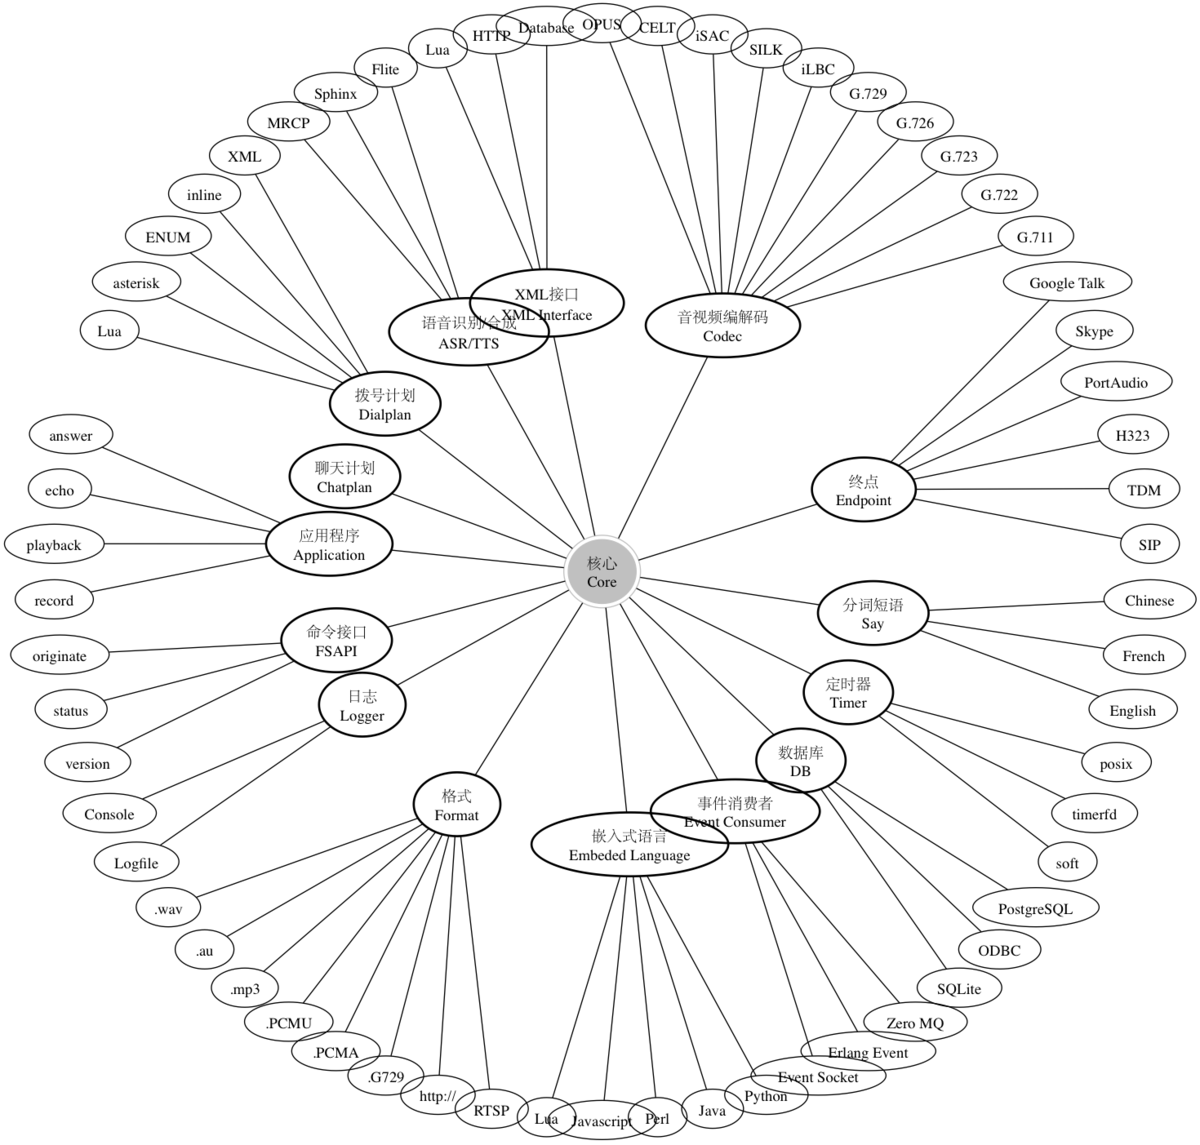 OPUS
CELT
iSAC
SILK
iLBC
G.729
G.726
G.723
G.722
G.711
Database
HTTP
Lua
Flite
Sphinx
MRCP
XML
inline
ENUM
asterisk
Lua
XML接口
XML Interface
语音识别/合成
ASR/TTS
音视频编解码
Codec
拨号计划
Dialplan
聊天计划
Chatplan
应用程序
Application
answer
echo
playback
record
核心
Core
终点
Endpoint
Google Talk
Skype
PortAudio
H323
TDM
SIP
分词短语
Say
Chinese
French
English
命令接口
FSAPI
originate
status
version
日志
Logger
Console
Logfile
定时器
Timer
posix
timerfd
soft
数据库
DB
PostgreSQL
ODBC
SQLite
事件消费者
Event Consumer
Zero MQ
Erlang Event
Event Socket
嵌入式语言
Embeded Language
Python
Java
Perl
Javascript
Lua
格式
Format
.wav
.au
.mp3
.PCMU
.PCMA
.G729
http://
RTSP